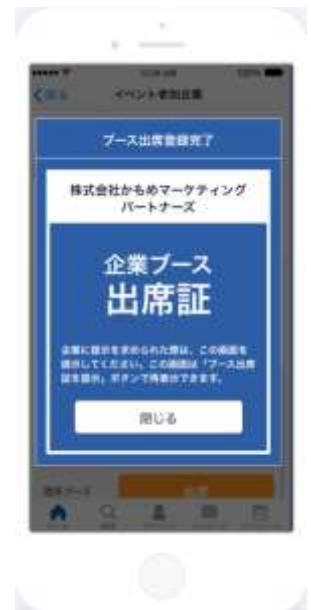 100%
イベント参加企業
ブース出席登録完了
株式会社かもめマーケティング
パートナーズ
企業ブース
出席証
企業に提示を求められた際は、この画面を
提示してください。この画面は「ブース出席
証を提示」ボタンで再表示できます。
閉じる